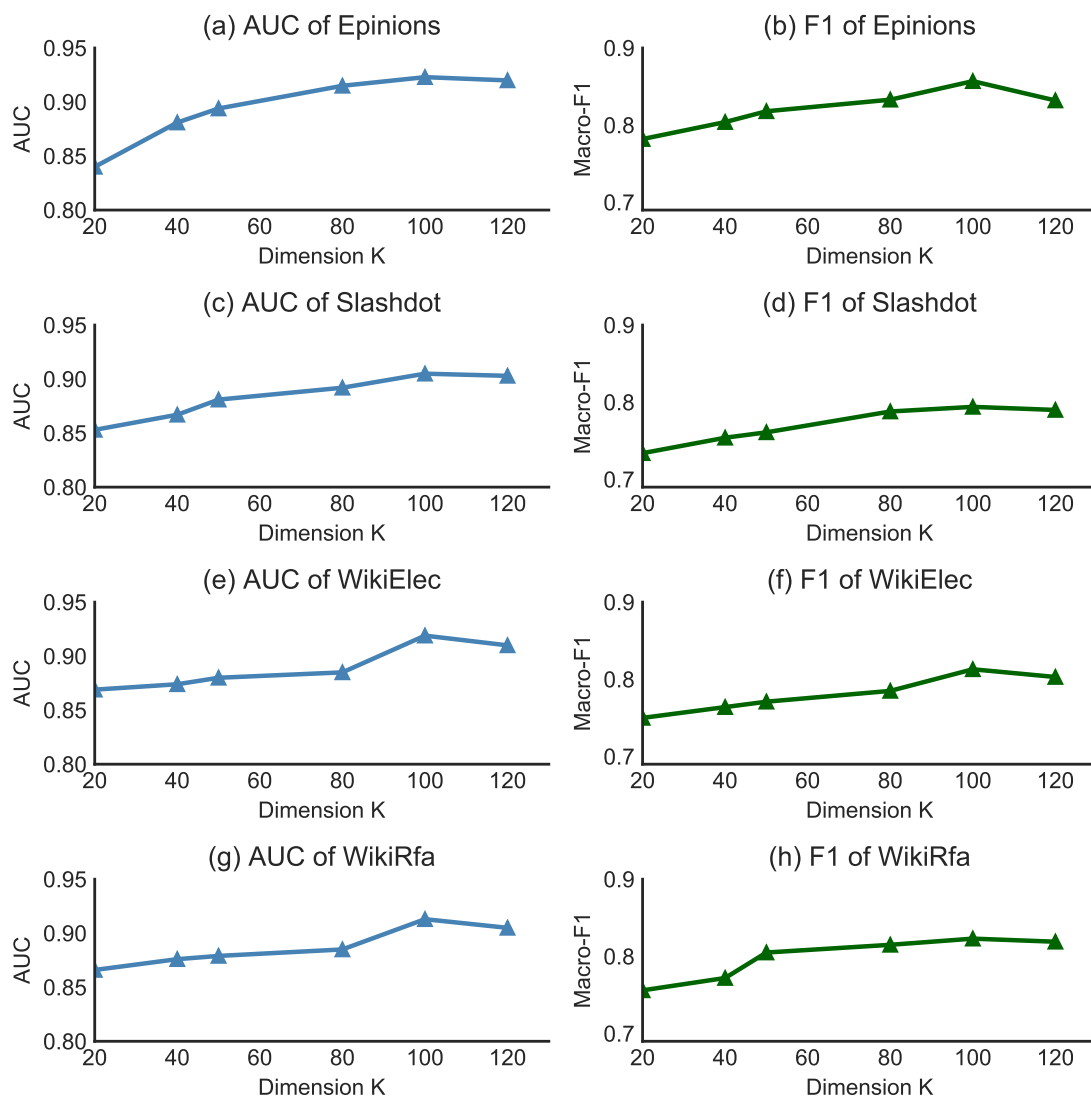 (a) AUC of Epinions
0.95
0.90
0.85
0.80
AUC
20 40 60 80 100 120
Dimension K
(b) F1 of Epinions
0.9
0.8
0.7
Macro-F1
20 40 60 80 100 120
Dimension K
(c) AUC of Slashdot
0.95
0.90
0.85
0.80
AUC
20 40 60 80 100 120
Dimension K
(d) F1 of Slashdot
0.9
0.8
0.7
Macro-F1
20 40 60 80 100 120
Dimension K
(e) AUC of WikiElec
0.95
0.90
0.85
0.80
AUC
20 40 60 80 100 120
Dimension K
(f) F1 of WikiElec
0.9
0.8
0.7
Macro-F1
20 40 60 80 100 120
Dimension K
(g) AUC of WikiRfa
0.95
0.90
0.85
0.80
AUC
20 40 60 80 100 120
Dimension K
(h) F1 of WikiRfa
0.9
0.8
0.7
Macro-F1
20 40 60 80 100 120
Dimension K